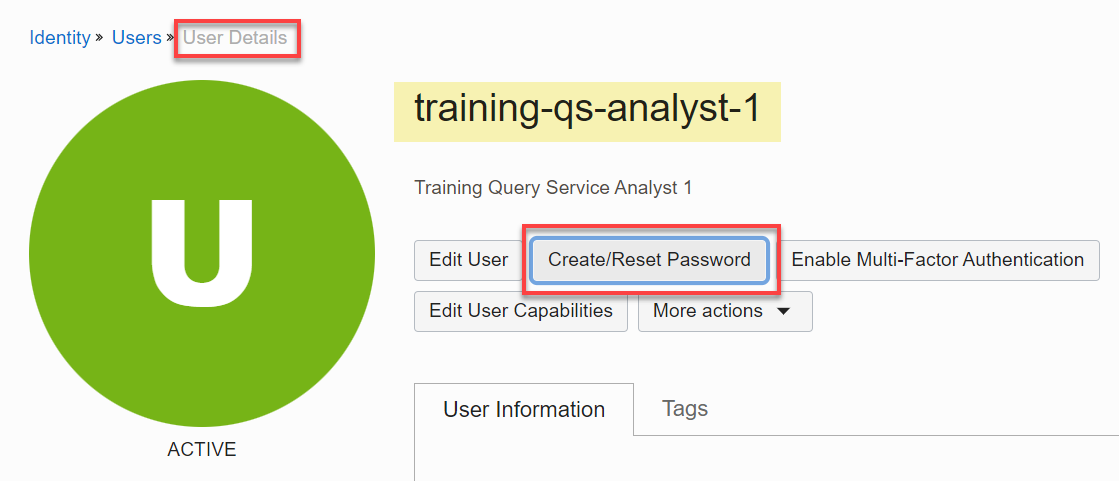 Identity » Users » User Details
training-qs-analyst-1
Training Query Service Analyst 1
Edit User Create/Reset Password Enable Multi-Factor Authentication
Edit User Capabilities More actions
U
ACTIVE
User Information Tags